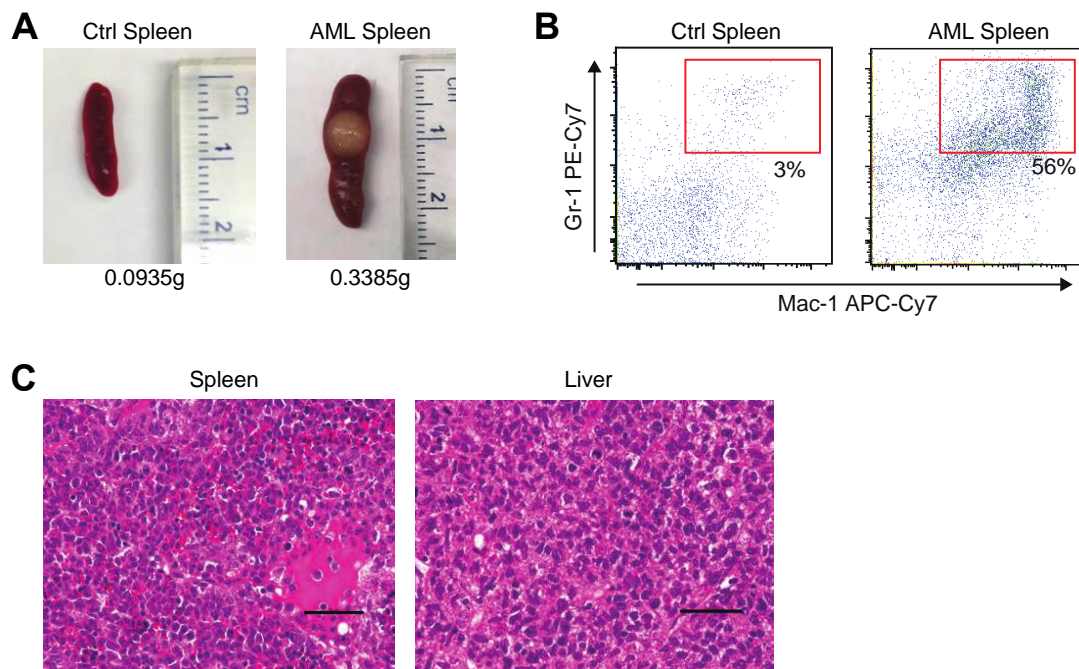 A
Ctrl Spleen
AML Spleen
cm
1
2
cm
1
2
0.0935g
0.3385g
B
Ctrl Spleen
AML Spleen
Gr-1 PE-Cy7
3%
56%
Mac-1 APC-Cy7
C
Spleen
Liver